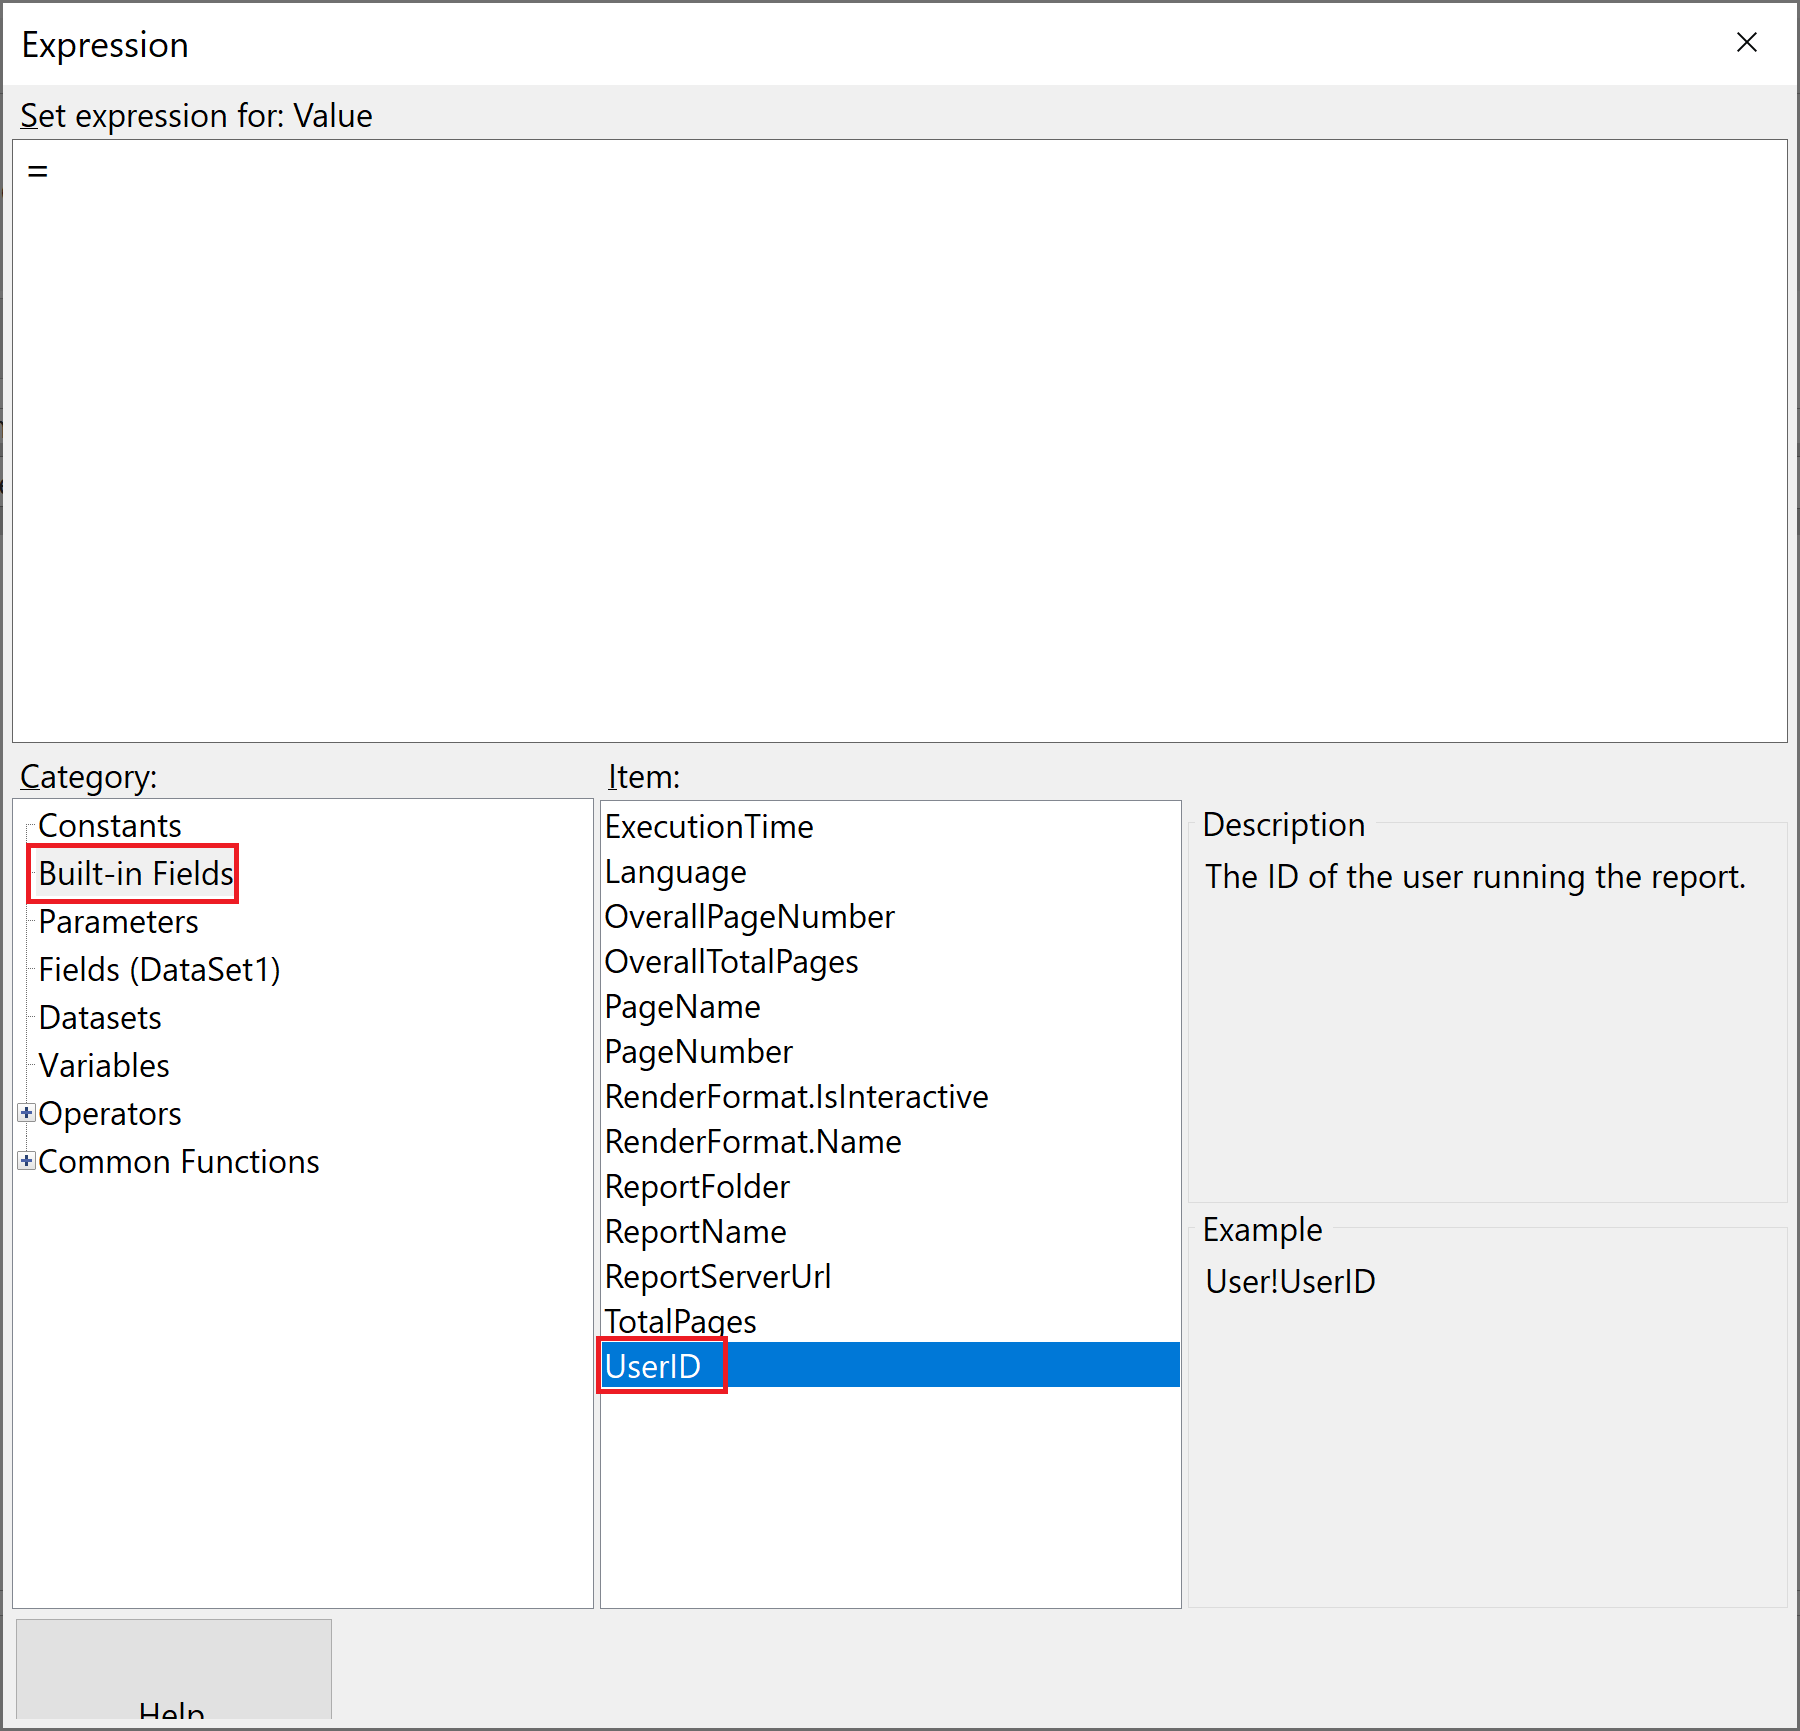 Expression
Set expression for: Value
=
Category:
Constants
Built-in Fields
Parameters
Fields (DataSet1)
Datasets
Variables
Operators
Common Functions
Item:
ExecutionTime
Language
OverallPageNumber
OverallTotalPages
PageName
PageNumber
RenderFormat.IsInteractive
RenderFormat.Name
ReportFolder
ReportName
ReportServerUrl
TotalPages
UserID
Description
The ID of the user running the report.
Example
User!UserID
Help